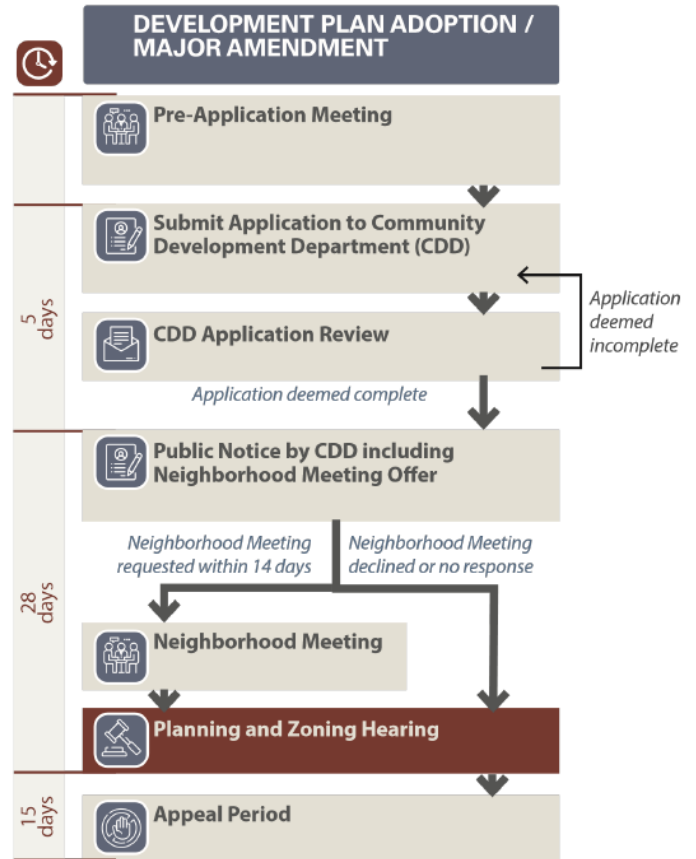 DEVELOPMENT PLAN ADOPTION /
MAJOR AMENDMENT
Pre-Application Meeting
Submit Application to Community
Development Department (CDD)
5
days
Application
deemed
incomplete
CDD Application Review
Application deemed complete
Public Notice by CDD including
Neighborhood Meeting Offer
28
days
Neighborhood Meeting
requested within 14 days
Neighborhood Meeting
declined or no response
Neighborhood Meeting
Planning and Zoning Hearing
15
days
Appeal Period